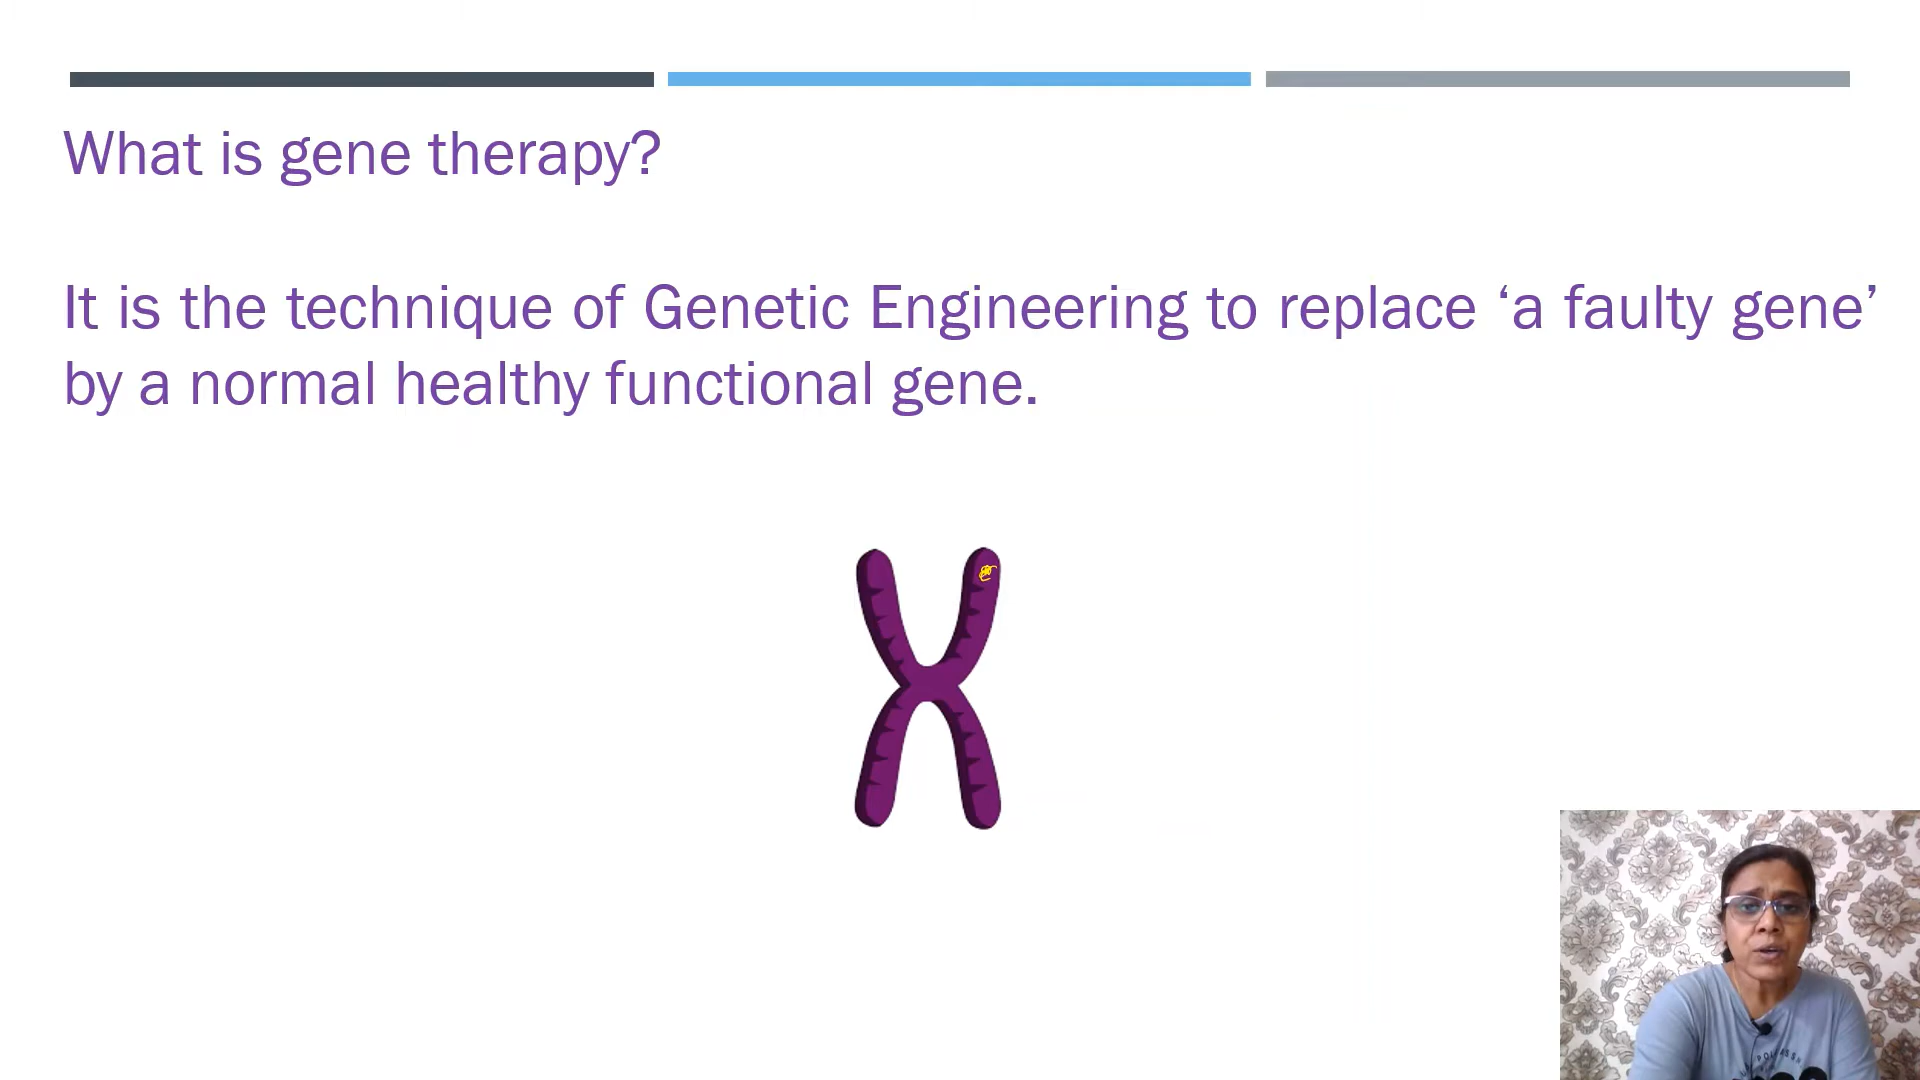 What is gene therapy?
It is the technique of Genetic Engineering to replace ‘a faulty gene’
by a normal healthy functional gene.